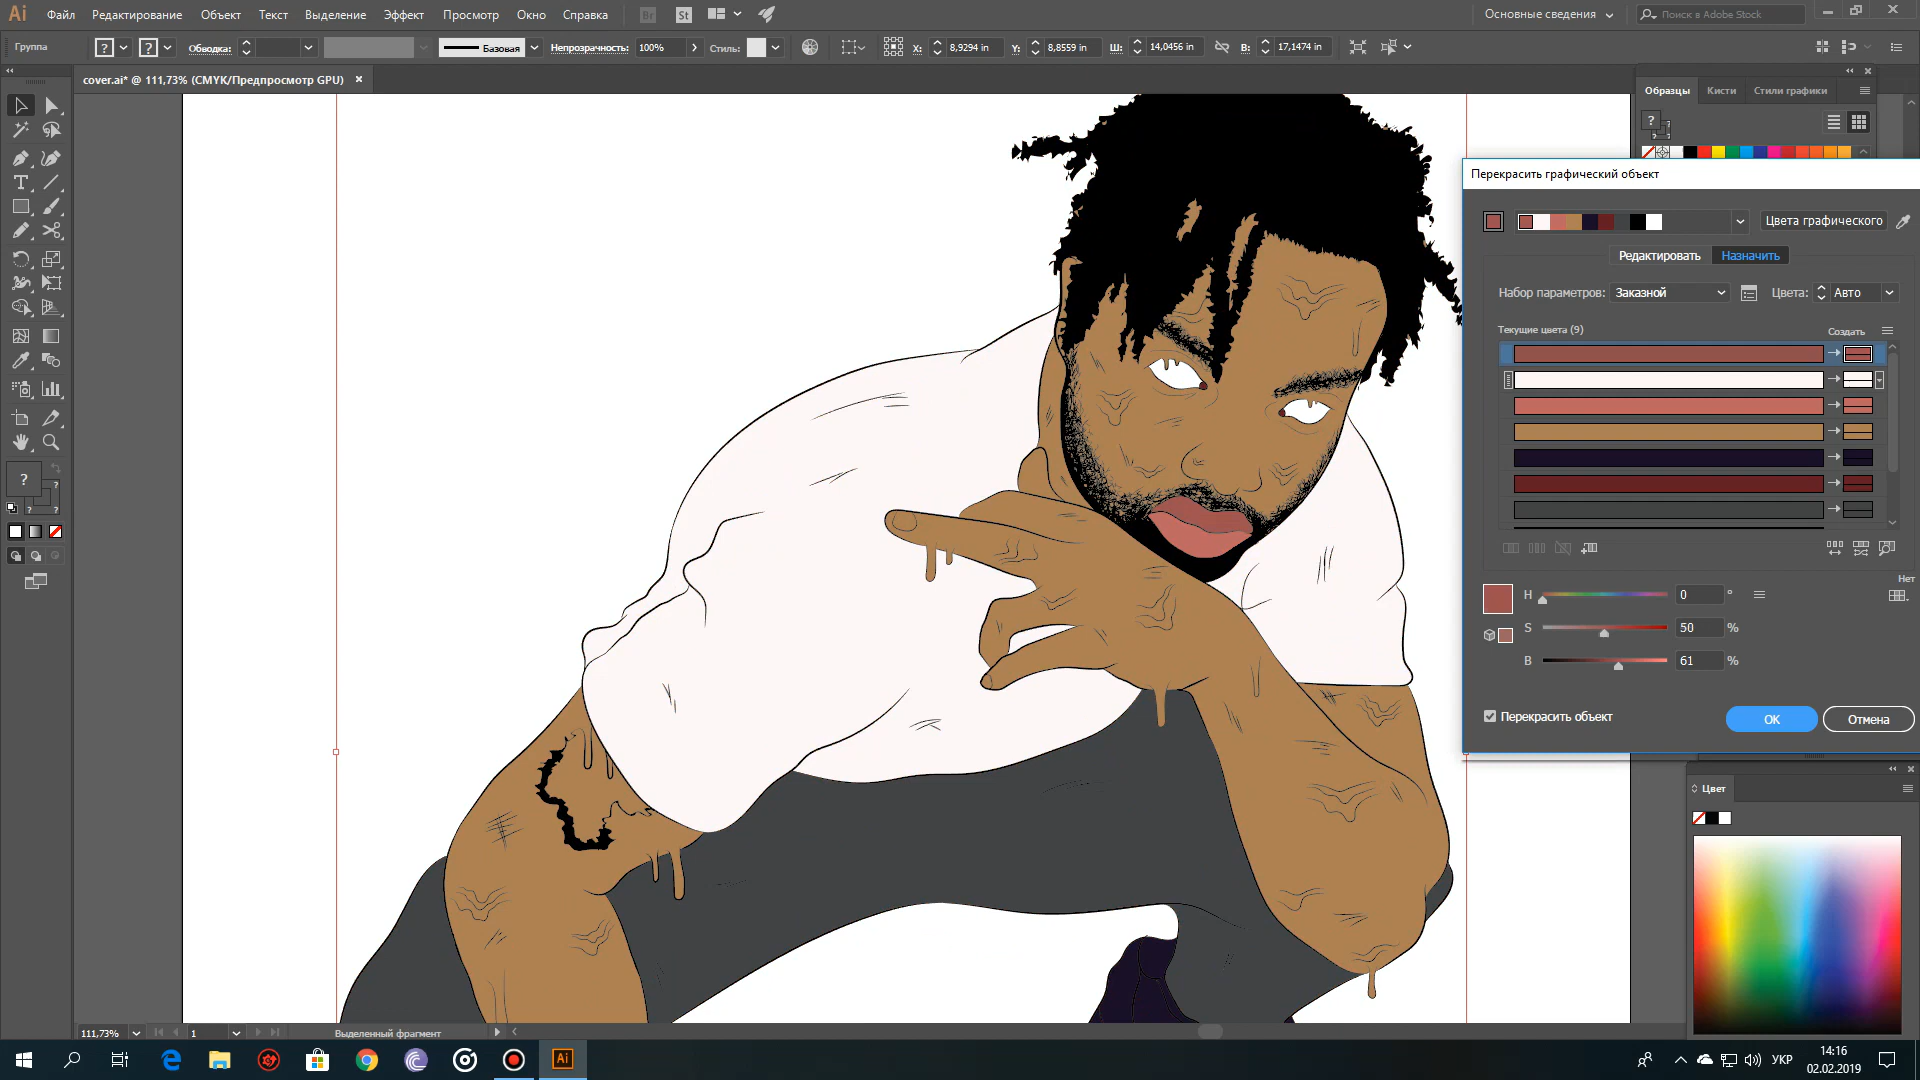 Ai Файл Редактирование Объект Текст Выделение Эффект Просмотр Окно Справка Br St Основные сведения Поиск в Adobe Stock
Группа ? ? Обводка: Базовая Непрозрачность: 100% Стиль: X: 8,9294 in Y: 8,8559 in Ш: 14,0456 in В: 17,1474 in
cover.ai* @ 111,73% (CMYK/Предпросмотр GPU)
Образцы Кисти Стили графики
?
Перекрасить графический объект
Цвета графического
Редактировать Назначить
Набор параметров: Заказной Цвета: Авто
Текущие цвета (9) Создать
Нет
H 0 °
S 50 %
B 61 %
Перекрасить объект OK Отмена
Цвет
111,73% 1 Выделенный фрагмент
Ai УКР 14:16
02.02.2019